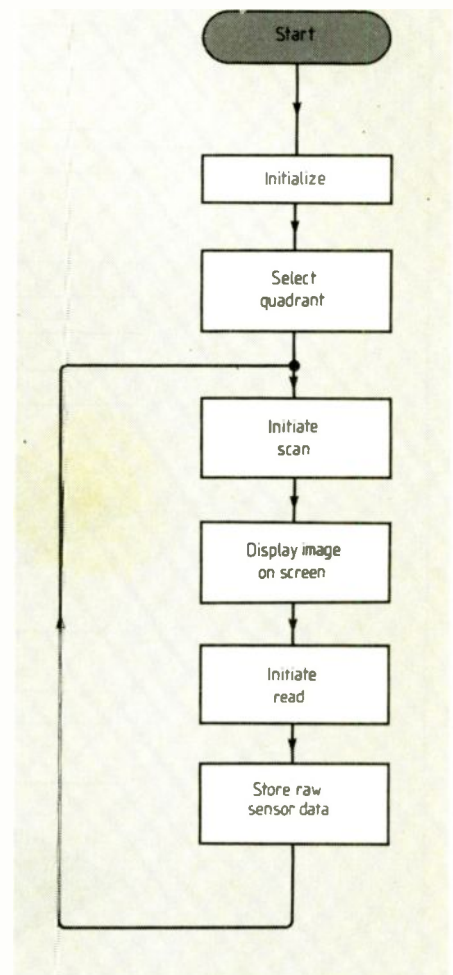 Start
Initialize
Select
quadrant
Initiate
scan
Display image
on screen
Initiate
read
Store raw
sensor data